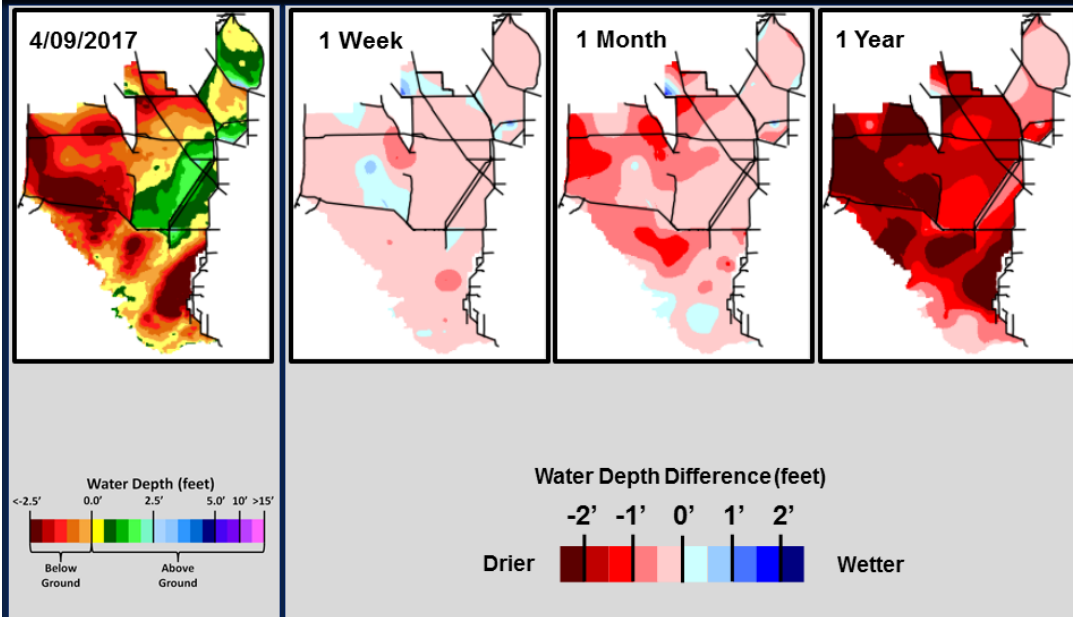 4/09/2017
1 Week
1 Month
1 Year
Water Depth (feet)
<-2.5' 0.0' 2.5' 5.0' 10' >15'
Below
Ground
Above
Ground
Water Depth Difference (feet)
-2' -1' 0' 1' 2'
Drier
Wetter